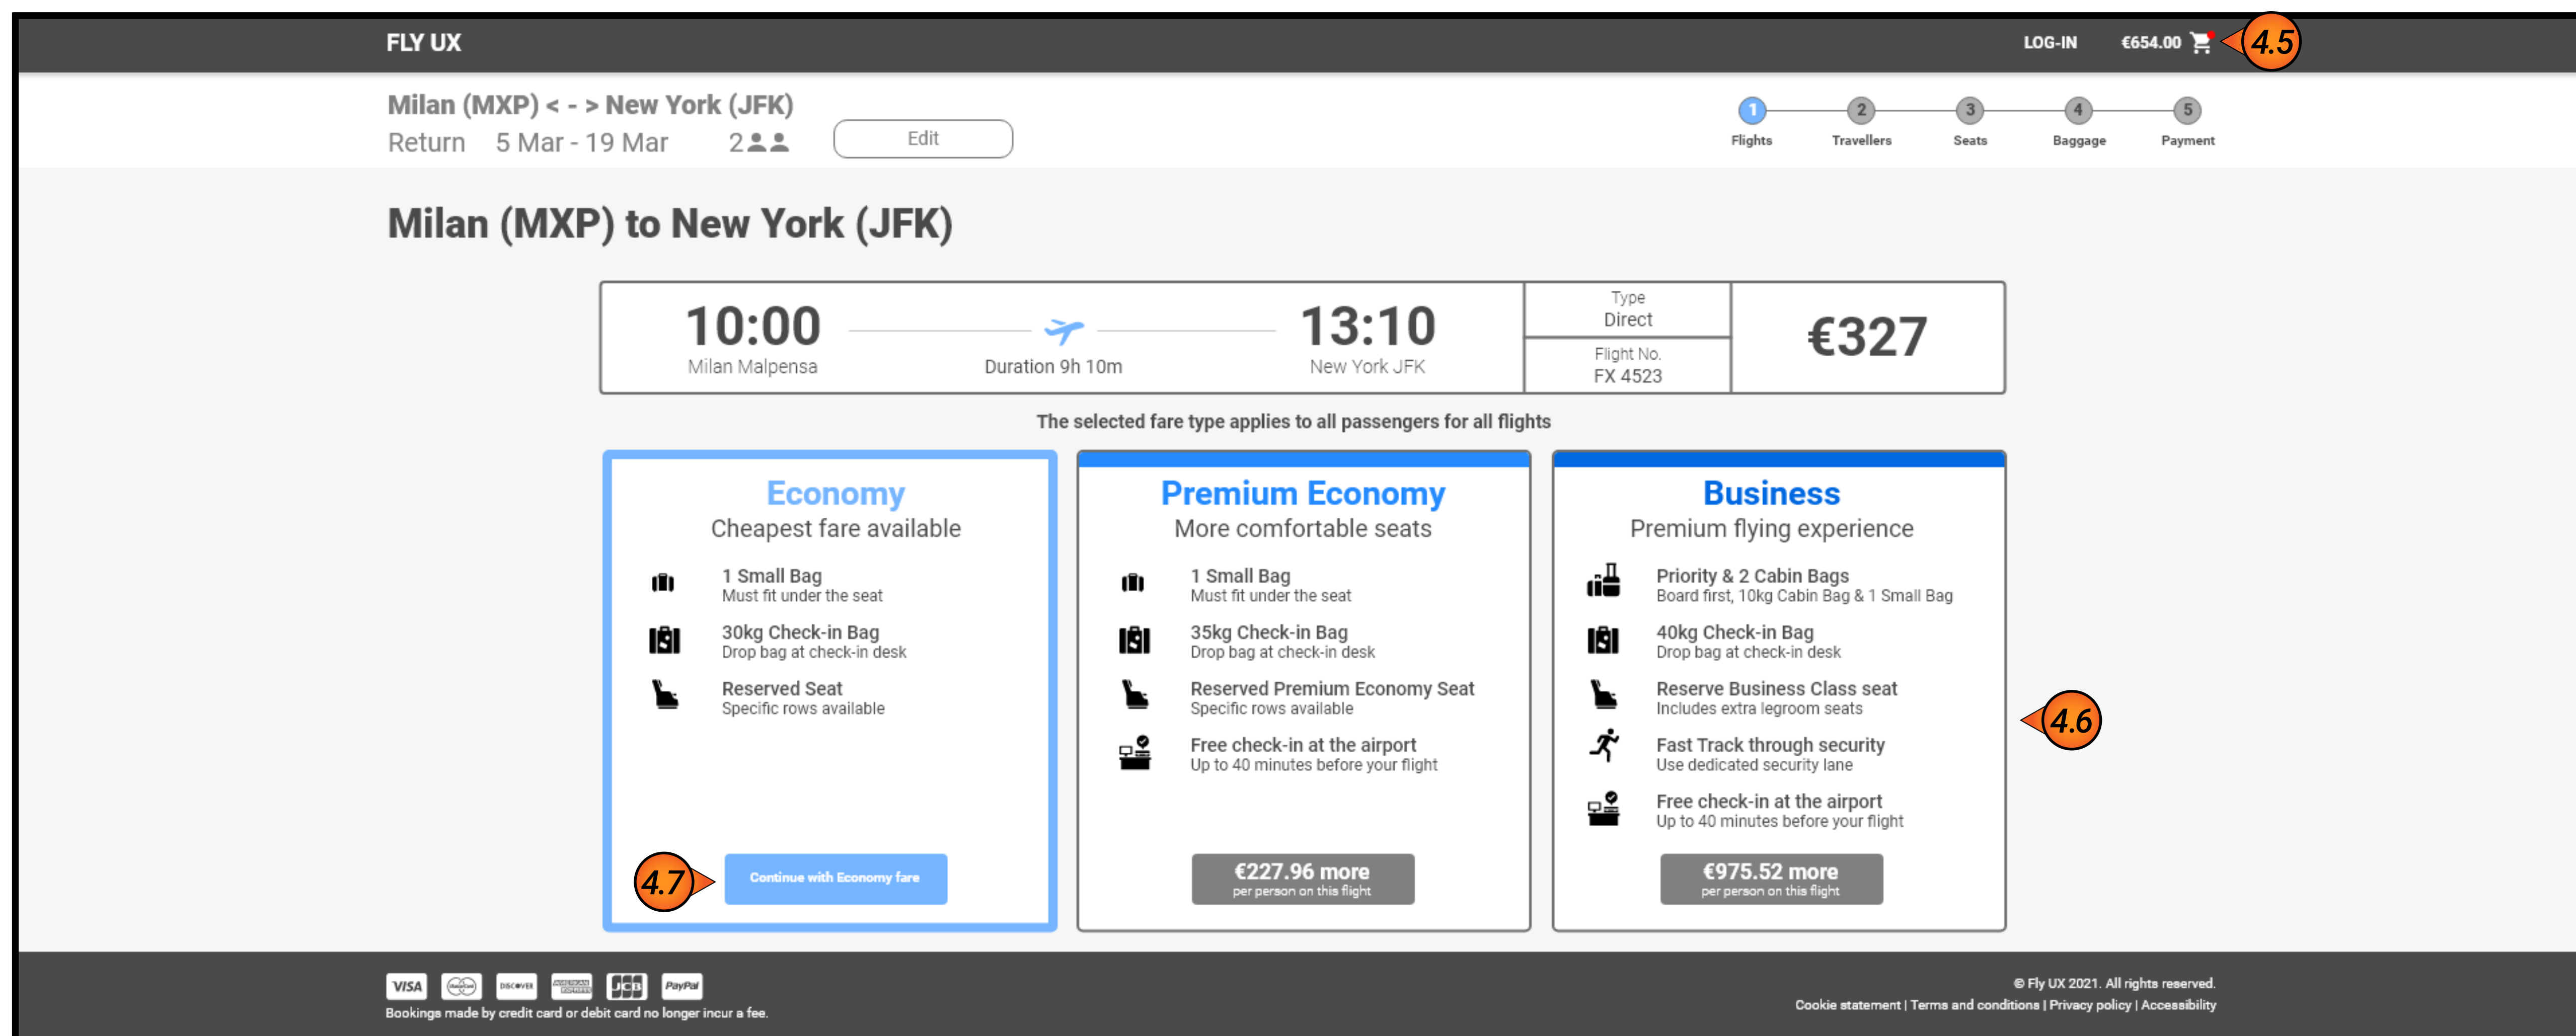 FLY UX
LOG-IN €654.00
4.5
Milan (MXP) < - > New York (JFK)
Return 5 Mar - 19 Mar 2
Edit
1 2 3 4 5
Flights Travellers Seats Baggage Payment
Milan (MXP) to New York (JFK)
10:00
Milan Malpensa
Duration 9h 10m
13:10
New York JFK
Type
Direct
Flight No.
FX 4523
€327
The selected fare type applies to all passengers for all flights
Economy
Cheapest fare available
1 Small Bag
Must fit under the seat
30kg Check-in Bag
Drop bag at check-in desk
Reserved Seat
Specific rows available
4.7
Continue with Economy fare
Premium Economy
More comfortable seats
1 Small Bag
Must fit under the seat
35kg Check-in Bag
Drop bag at check-in desk
Reserved Premium Economy Seat
Specific rows available
Free check-in at the airport
Up to 40 minutes before your flight
€227.96 more
per person on this flight
Business
Premium flying experience
Priority & 2 Cabin Bags
Board first, 10kg Cabin Bag & 1 Small Bag
40kg Check-in Bag
Drop bag at check-in desk
Reserve Business Class seat
Includes extra legroom seats
Fast Track through security
Use dedicated security lane
Free check-in at the airport
Up to 40 minutes before your flight
€975.52 more
per person on this flight
4.6
VISA MasterCard DISCOVER AMERICAN EXPRESS JCB PayPal
Bookings made by credit card or debit card no longer incur a fee.
© Fly UX 2021. All rights reserved.
Cookie statement | Terms and conditions | Privacy policy | Accessibility